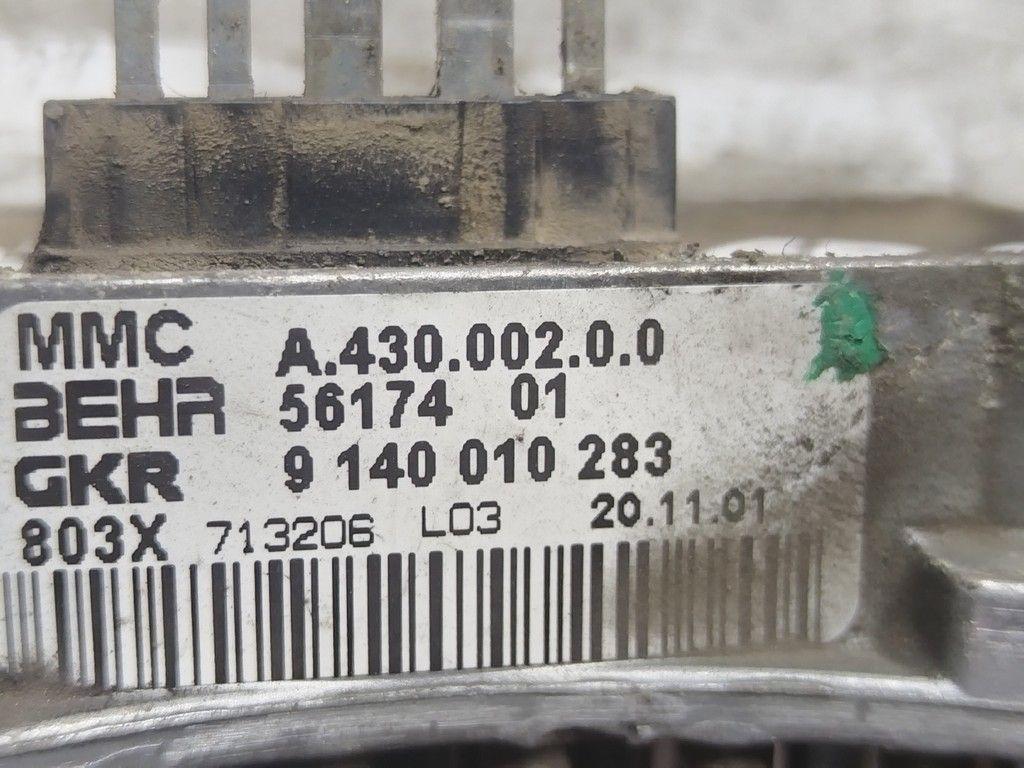 MMC A.430.002.0.0
BEHR 56174 01
GKR 9 140 010 283
803X 713206 L03 20.11.01